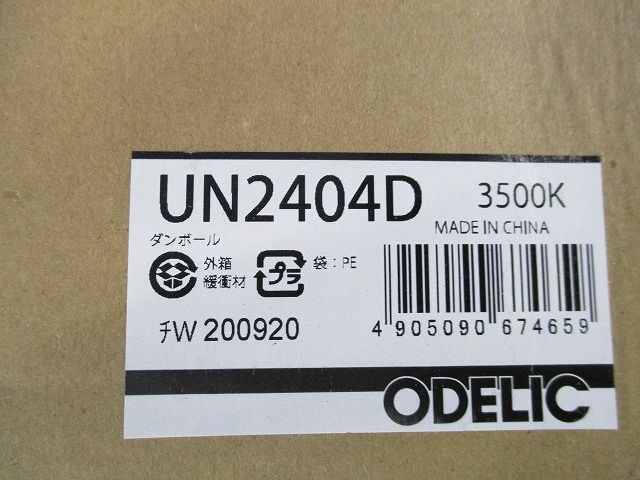 UN2404D 3500K
MADE IN CHINA
ダンボール
外箱
緩衝材
プラ
袋:PE
チW 200920
4 905090 674659
ODELIC